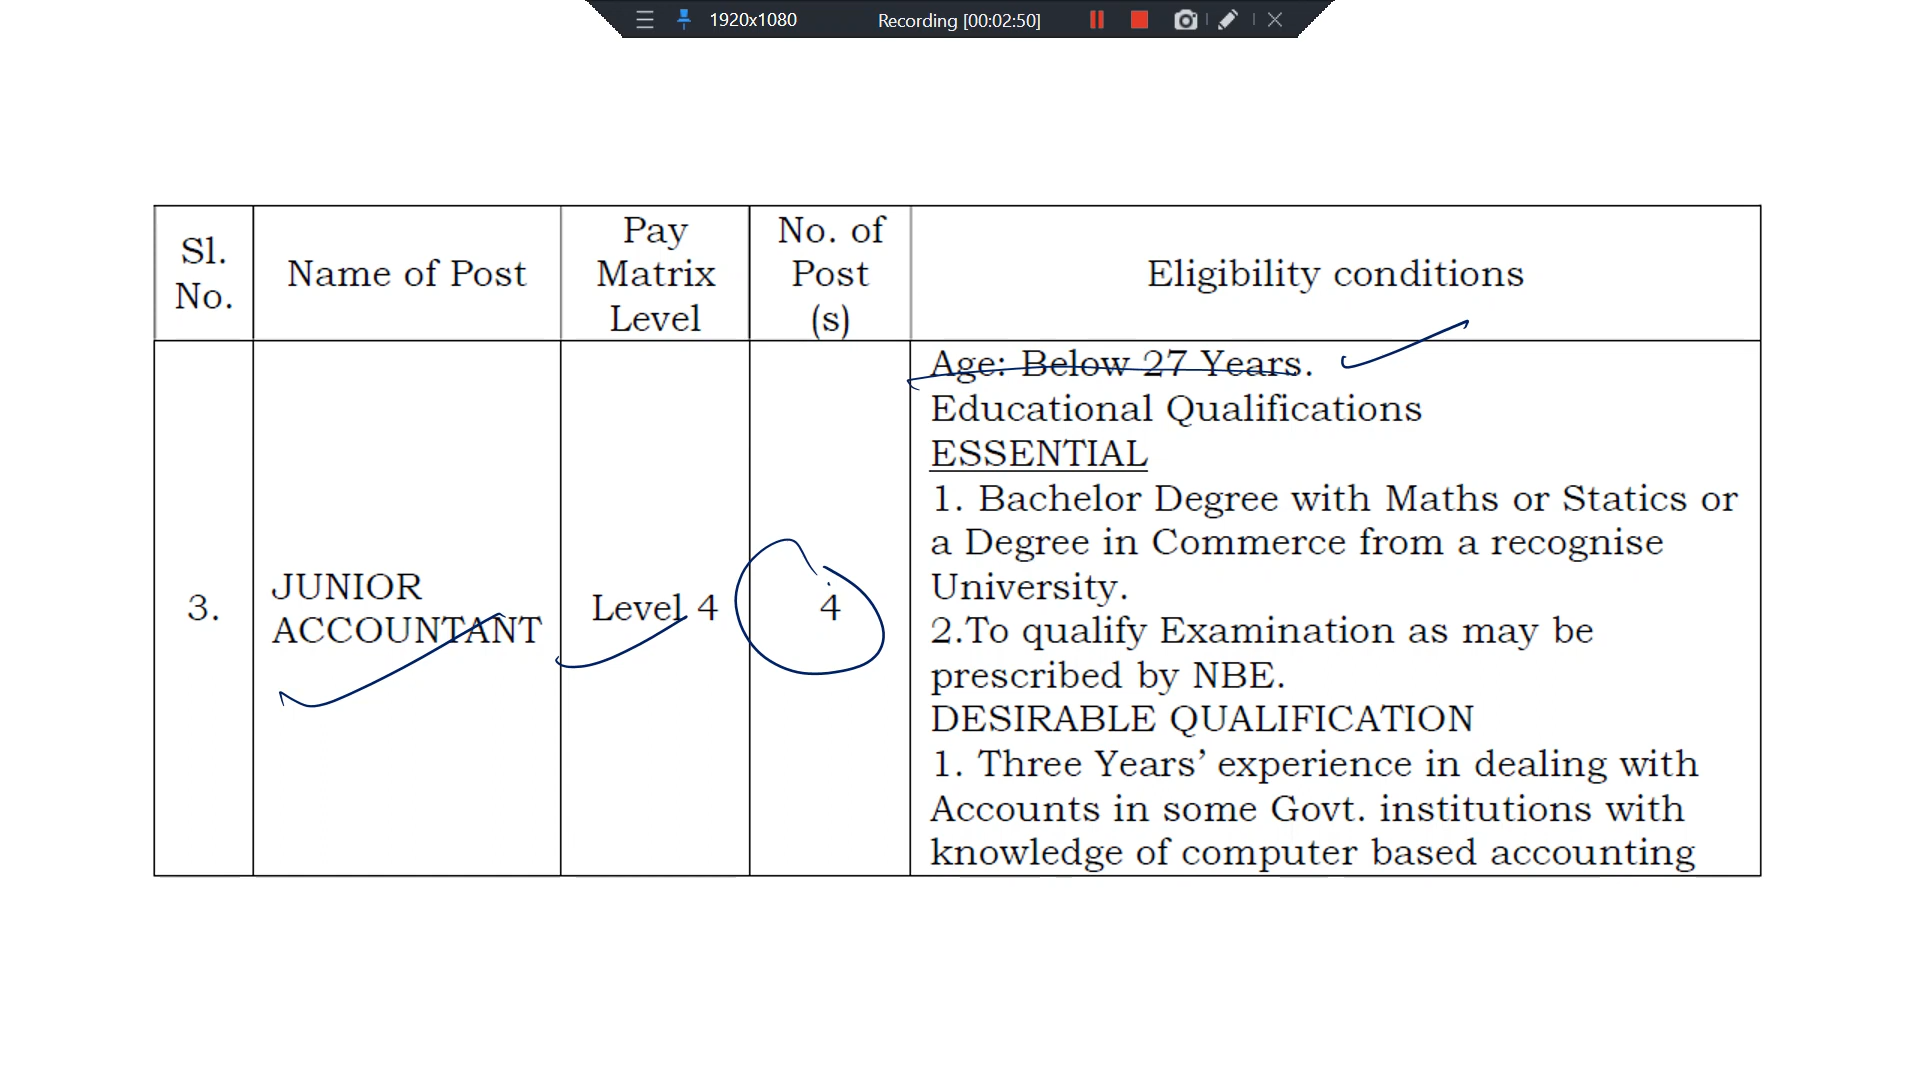 1920x1080 Recording [00:02:50]
Sl.
No.
Name of Post
Pay
Matrix
Level
No. of
Post
(s)
Eligibility conditions
3.
JUNIOR
ACCOUNTANT
Level 4
4
Age: Below 27 Years.
Educational Qualifications
ESSENTIAL
1. Bachelor Degree with Maths or Statics or
a Degree in Commerce from a recognise
University.
2.To qualify Examination as may be
prescribed by NBE.
DESIRABLE QUALIFICATION
1. Three Years’ experience in dealing with
Accounts in some Govt. institutions with
knowledge of computer based accounting